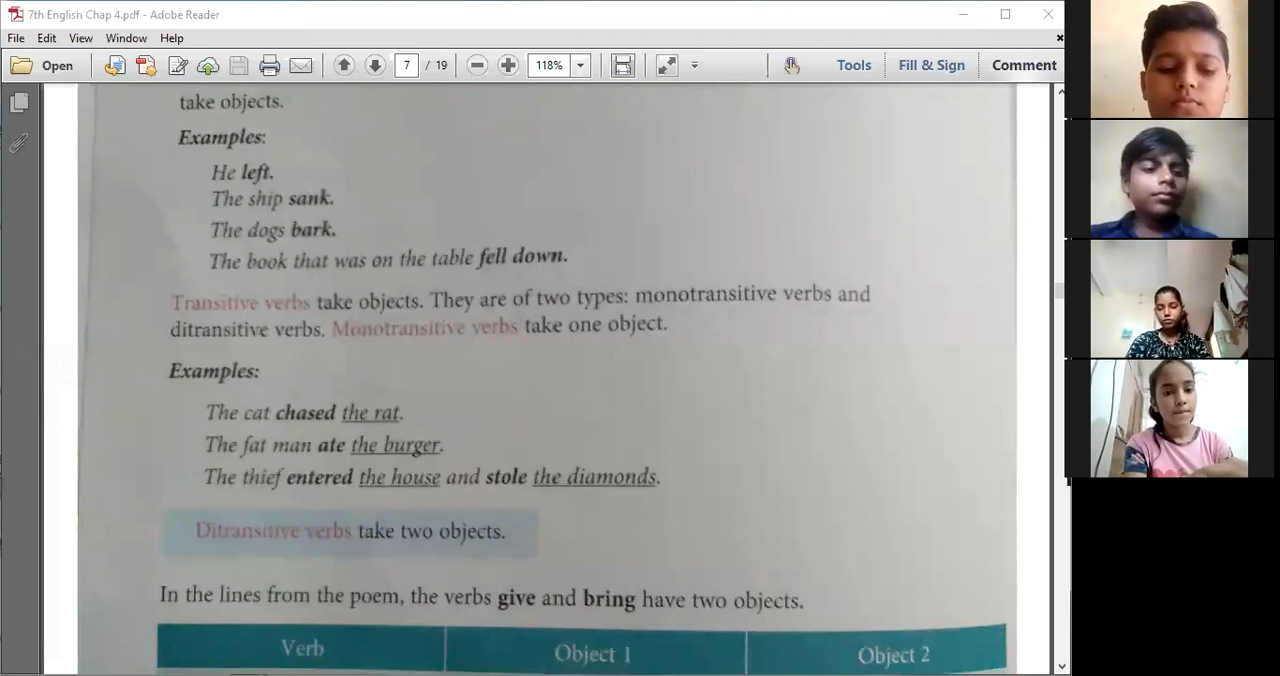 7th English Chap 4.pdf - Adobe Reader
File Edit View Window Help
Open 7 / 19 118% Tools Fill & Sign Comment
take objects.
Examples:
He left.
The ship sank.
The dogs bark.
The book that was on the table fell down.
Transitive verbs take objects. They are of two types: monotransitive verbs and
ditransitive verbs. Monotransitive verbs take one object.
Examples:
The cat chased the rat.
The fat man ate the burger.
The thief entered the house and stole the diamonds.
Ditransitive verbs take two objects.
In the lines from the poem, the verbs give and bring have two objects.
Verb Object 1 Object 2